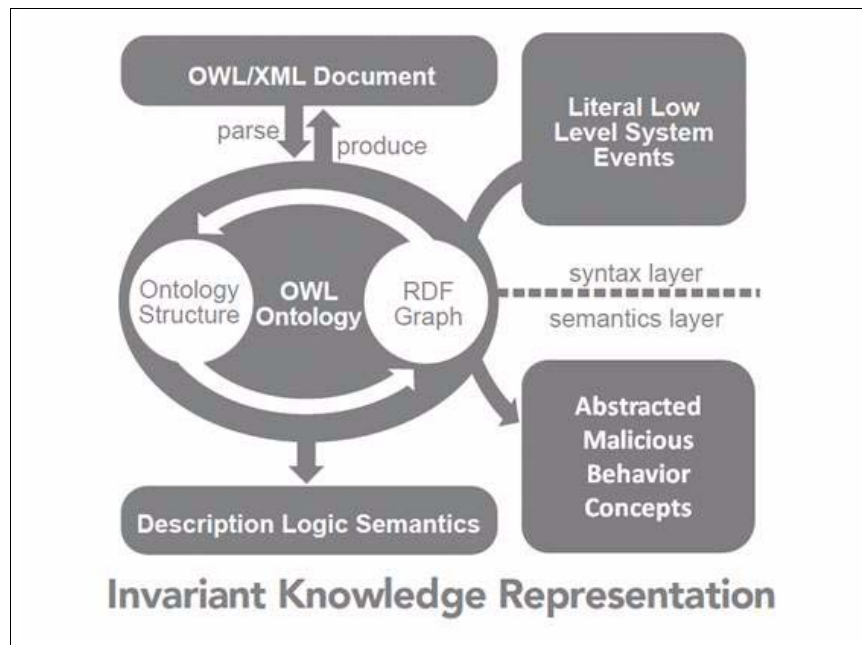 OWL/XML Document
parse
produce
Literal Low
Level System
Events
Ontology
Structure
OWL
Ontology
RDF
Graph
syntax layer
semantics layer
Abstracted
Malicious
Behavior
Concepts
Description Logic Semantics
Invariant Knowledge Representation